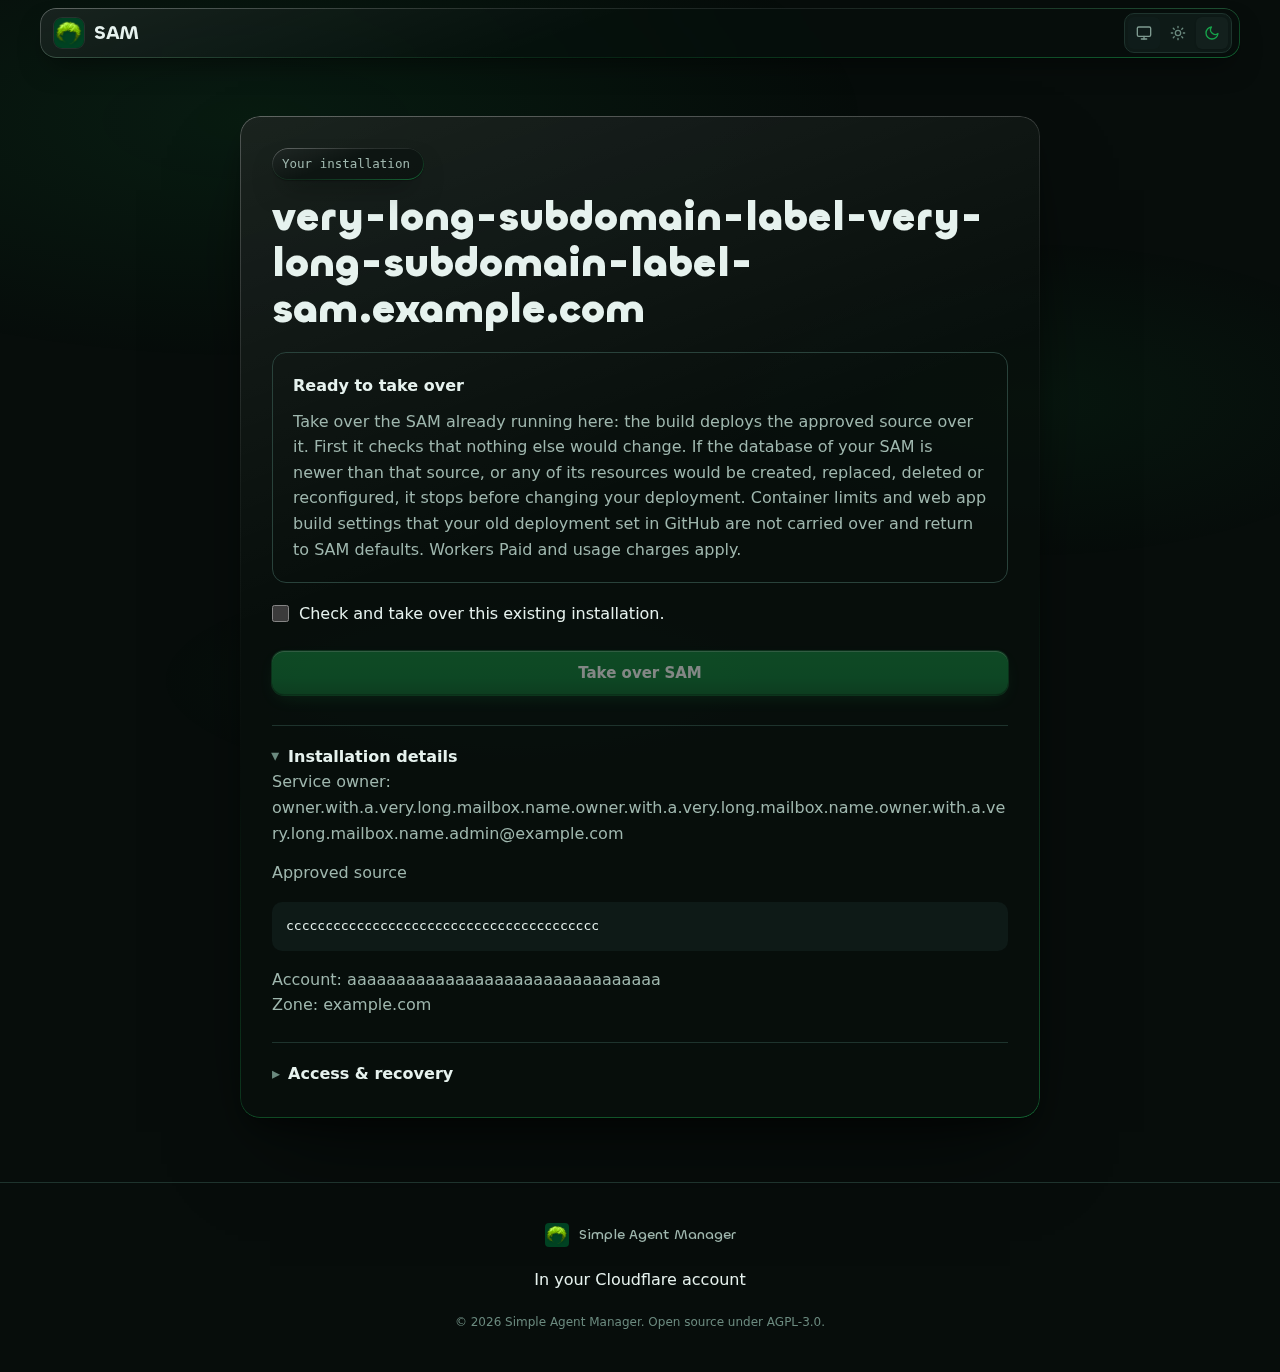 SAM
Your installation
very-long-subdomain-label-very-
long-subdomain-label-
sam.example.com
Ready to take over
Take over the SAM already running here: the build deploys the approved source over
it. First it checks that nothing else would change. If the database of your SAM is
newer than that source, or any of its resources would be created, replaced, deleted or
reconfigured, it stops before changing your deployment. Container limits and web app
build settings that your old deployment set in GitHub are not carried over and return
to SAM defaults. Workers Paid and usage charges apply.
Check and take over this existing installation.
Take over SAM
Installation details
Service owner:
owner.with.a.very.long.mailbox.name.owner.with.a.very.long.mailbox.name.owner.with.a.ve
ry.long.mailbox.name.admin@example.com
Approved source
cccccccccccccccccccccccccccccccccccccccc
Account: aaaaaaaaaaaaaaaaaaaaaaaaaaaaaaaa
Zone: example.com
Access & recovery
Simple Agent Manager
In your Cloudflare account
© 2026 Simple Agent Manager. Open source under AGPL-3.0.